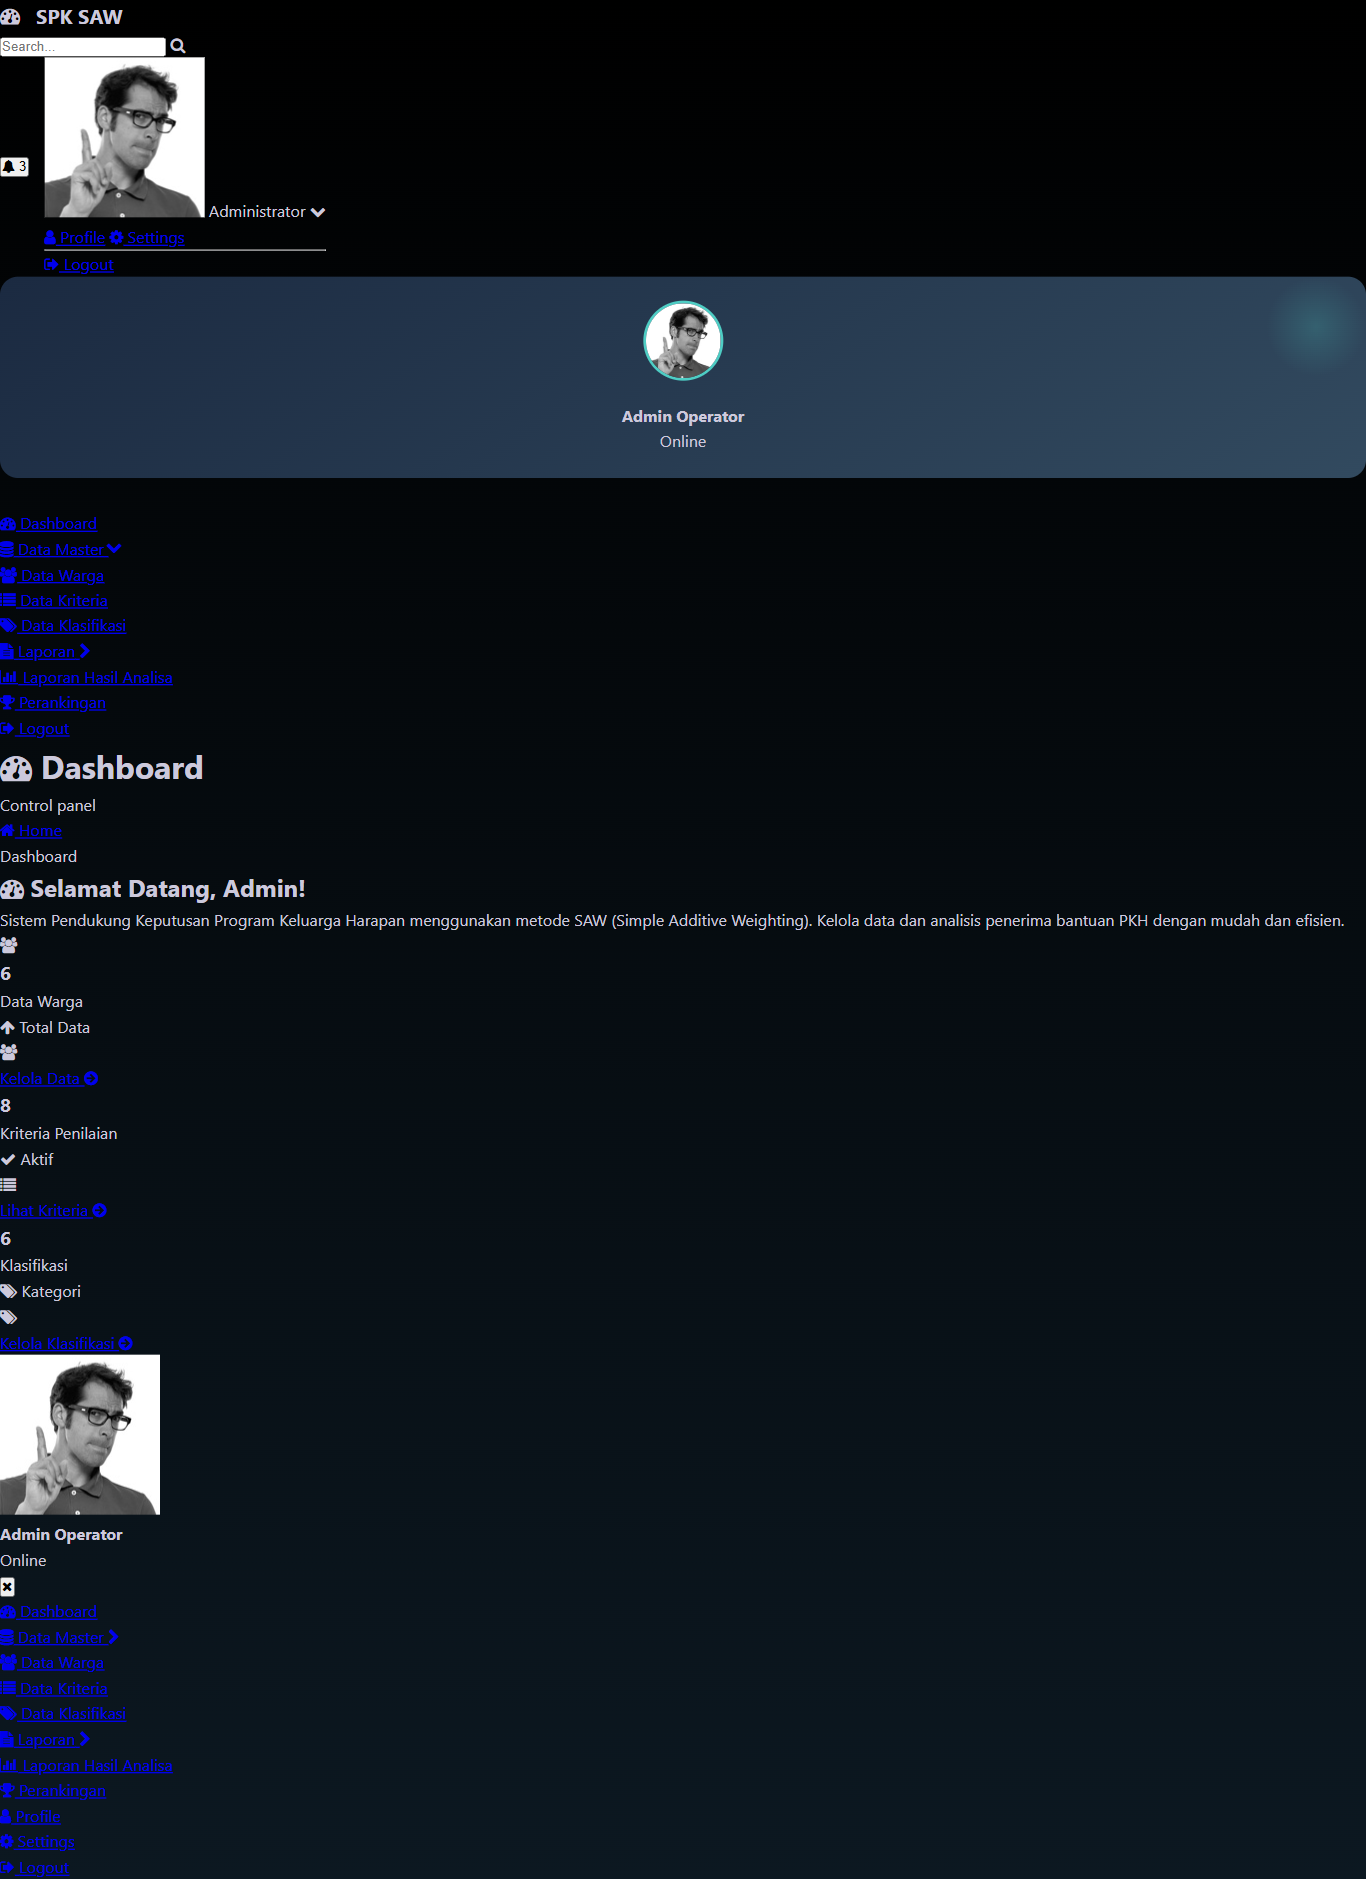 SPK SAW
Search...
3
Administrator
Profile Settings
Logout
Admin Operator
Online
Dashboard
Data Master
Data Warga
Data Kriteria
Data Klasifikasi
Laporan
Laporan Hasil Analisa
Perankingan
Logout
Dashboard
Control panel
Home
Dashboard
Selamat Datang, Admin!
Sistem Pendukung Keputusan Program Keluarga Harapan menggunakan metode SAW (Simple Additive Weighting). Kelola data dan analisis penerima bantuan PKH dengan mudah dan efisien.
6
Data Warga
Total Data
Kelola Data
8
Kriteria Penilaian
Aktif
Lihat Kriteria
6
Klasifikasi
Kategori
Kelola Klasifikasi
Admin Operator
Online
Dashboard
Data Master
Data Warga
Data Kriteria
Data Klasifikasi
Laporan
Laporan Hasil Analisa
Perankingan
Profile
Settings
Logout